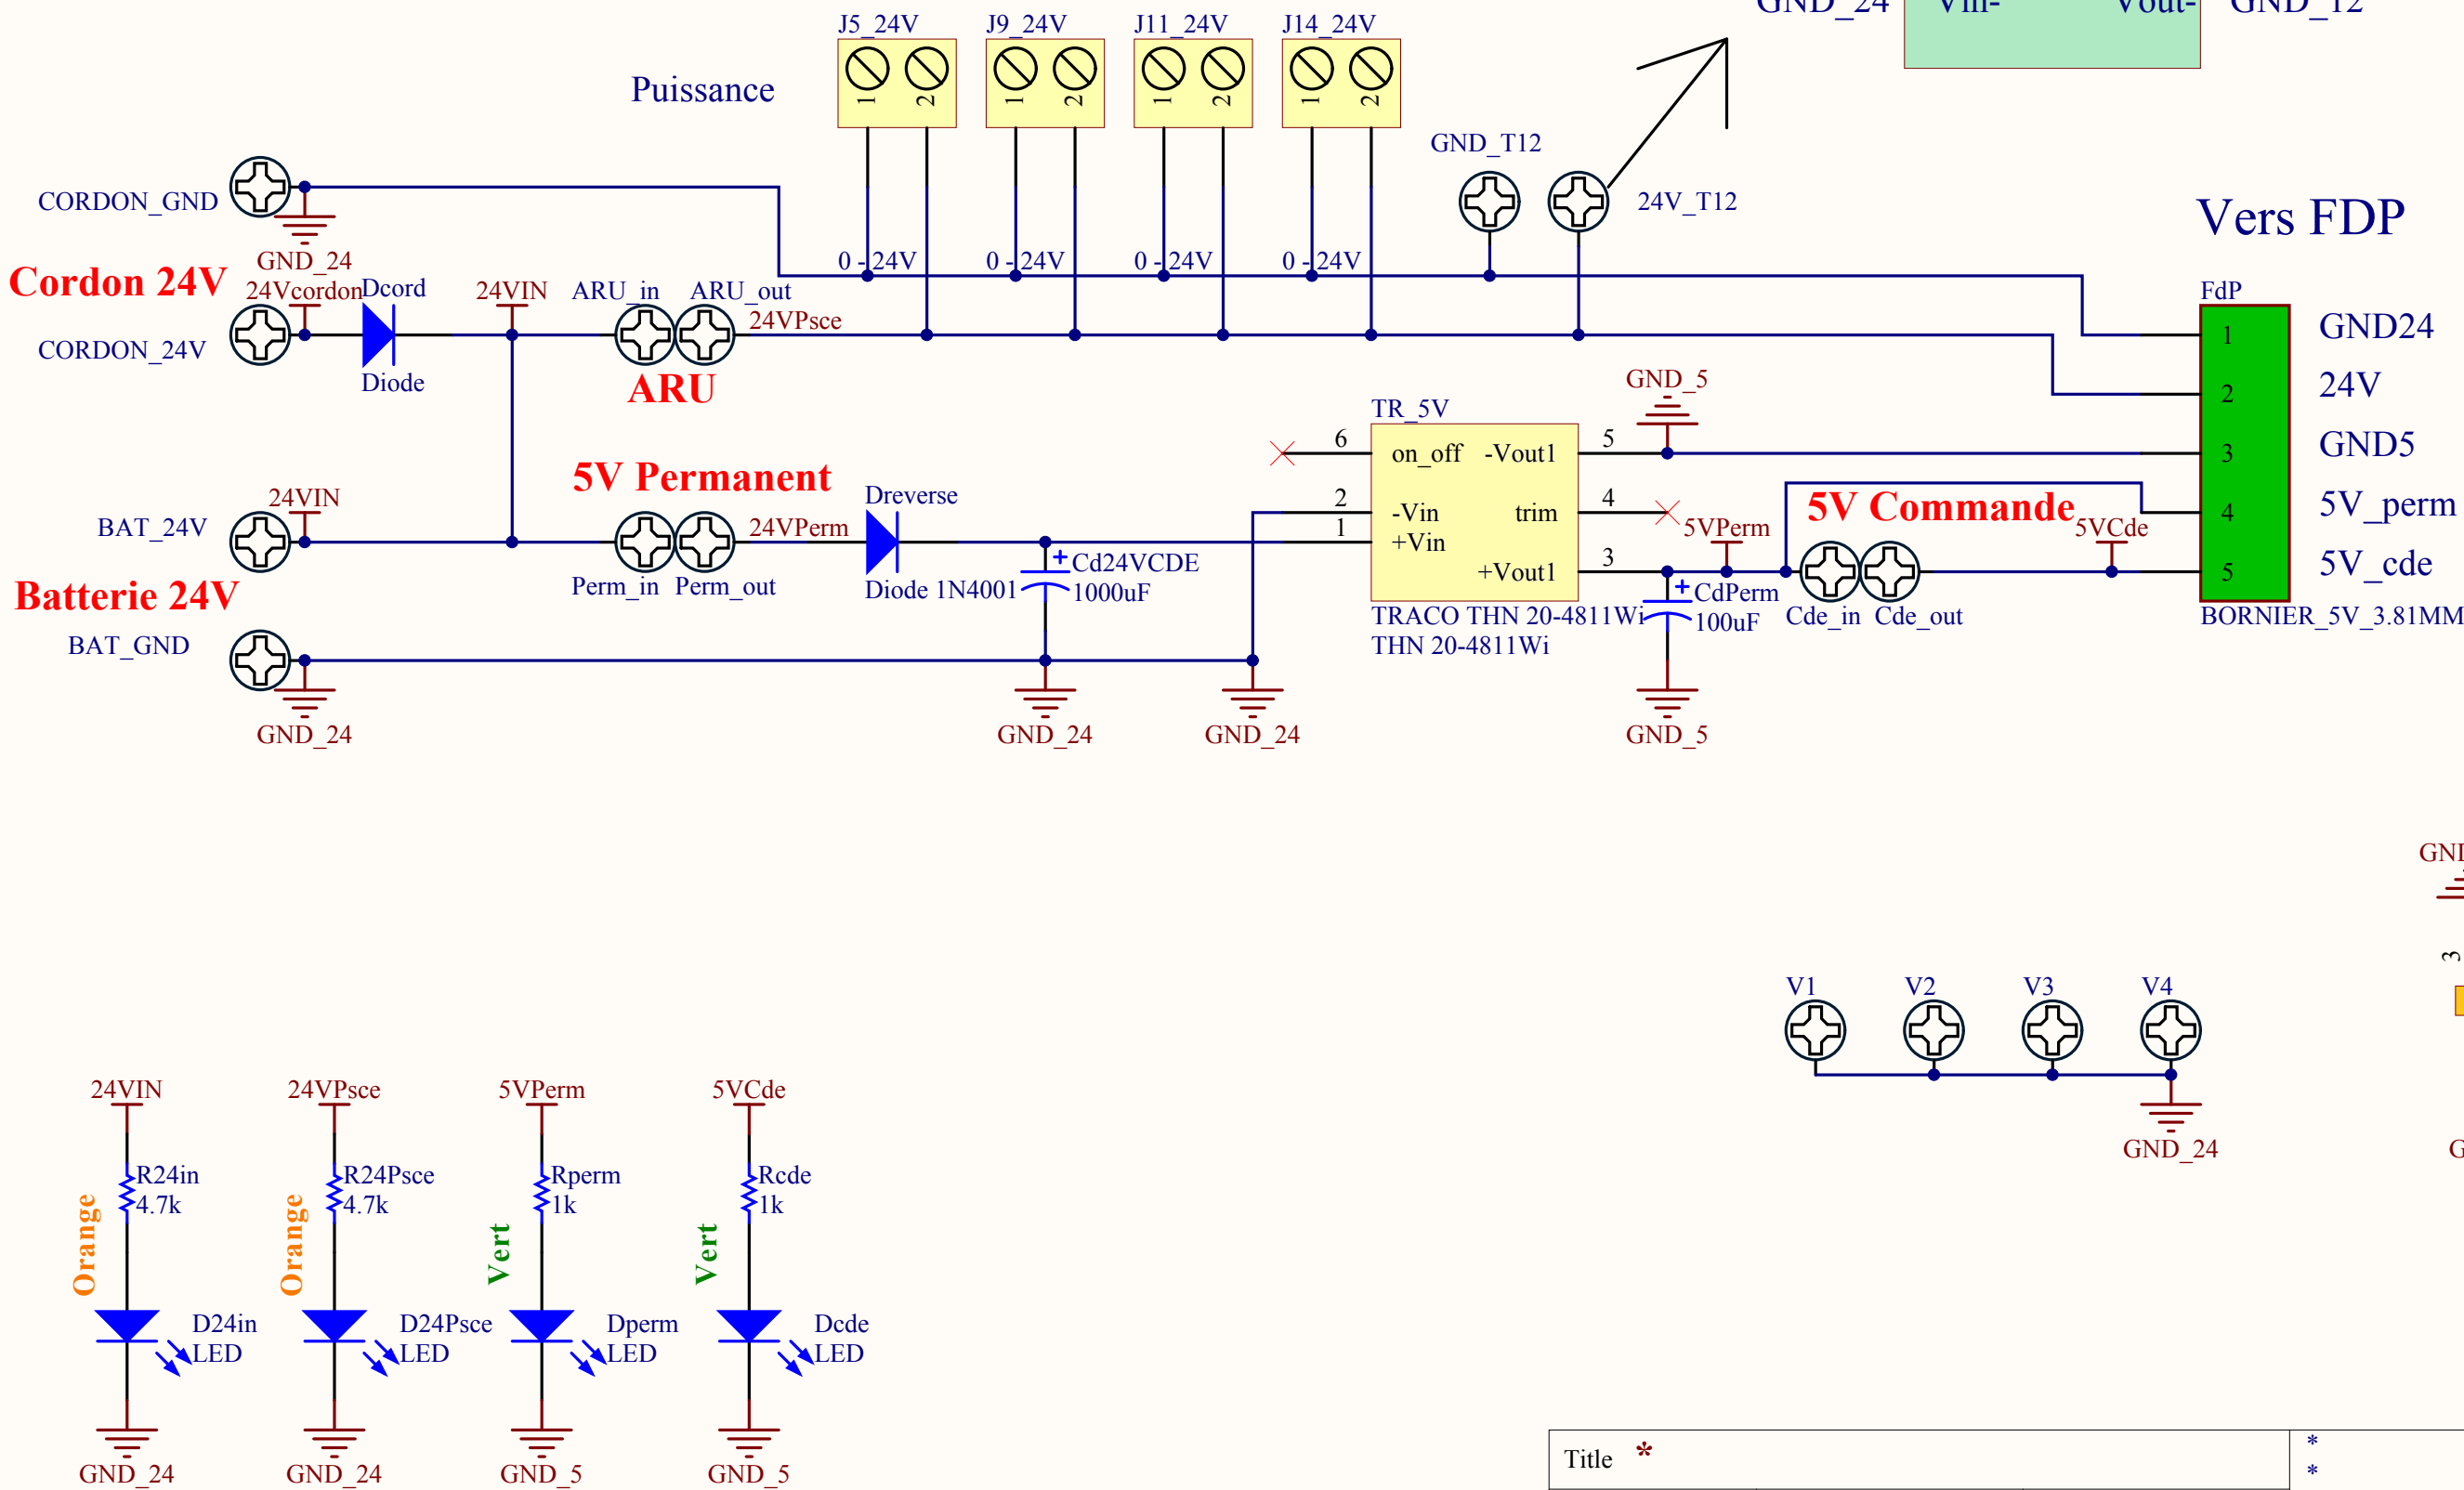 GND_24 Vin- Vout- GND_12
J5_24V J9_24V J11_24V J14_24V
Puissance
1 2 1 2 1 2 1 2
GND_T12
CORDON_GND
24V_T12
Vers FDP
GND_24
0 - 24V 0 - 24V 0 - 24V 0 - 24V
Cordon 24V
24Vcordon Dcord 24VIN ARU_in ARU_out
24VPsce
FdP
CORDON_24V
Diode
ARU
1 GND24
2 24V
3 GND5
4 5V_perm
5 5V_cde
BORNIER_5V_3.81MM
GND_5
TR_5V
6 on_off -Vout1 5
2 -Vin trim 4
1 +Vin
+Vout1 3
TRACO THN 20-4811Wi
THN 20-4811Wi
5V Permanent
Dreverse
24VIN
BAT_24V
24VPerm
Perm_in Perm_out
Diode 1N4001
Cd24VCDE
1000uF
5V Commande
5VPerm 5VCde
CdPerm
100uF
Cde_in Cde_out
Batterie 24V
BAT_GND
GND_24 GND_24 GND_24 GND_5
3
V1 V2 V3 V4
GND_24
24VIN 24VPsce 5VPerm 5VCde
R24in
4.7k
R24Psce
4.7k
Rperm
1k
Rcde
1k
Orange Orange Vert Vert
D24in
LED
D24Psce
LED
Dperm
LED
Dcde
LED
GND_24 GND_24 GND_5 GND_5
Title *
*
*